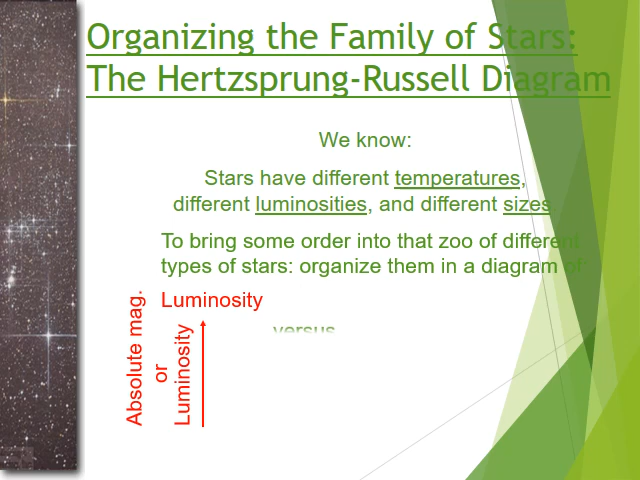 Organizing the Family of Stars:
The Hertzsprung-Russell Diagram
We know:
Stars have different temperatures,
different luminosities, and different sizes
To bring some order into that zoo of different
types of stars: organize them in a diagram of
Luminosity
versus
Absolute mag.
or
Luminosity